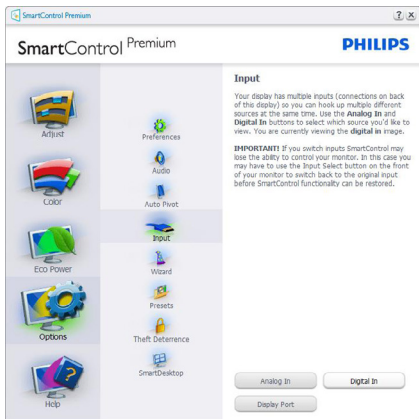 SmartControl Premium
SmartControl Premium
PHILIPS
Adjust
Color
Eco Power
Options
Help
Preferences
Audio
Auto Pivot
Input
Wizard
Presets
Theft Deterrence
SmartDesktop
Input
Your display has multiple inputs (connections on back
of this display) so you can hook up multiple different
sources at the same time. Use the Analog In and
Digital In buttons to select which source you'd like to
view. You are currently viewing the digital in image.
IMPORTANT! If you switch inputs SmartControl may
lose the ability to control your monitor. In this case you
may have to use the Input Select button on the front
of your monitor to switch back to the original input
before SmartControl functionality can be restored.
Analog In
Digital In
Display Port